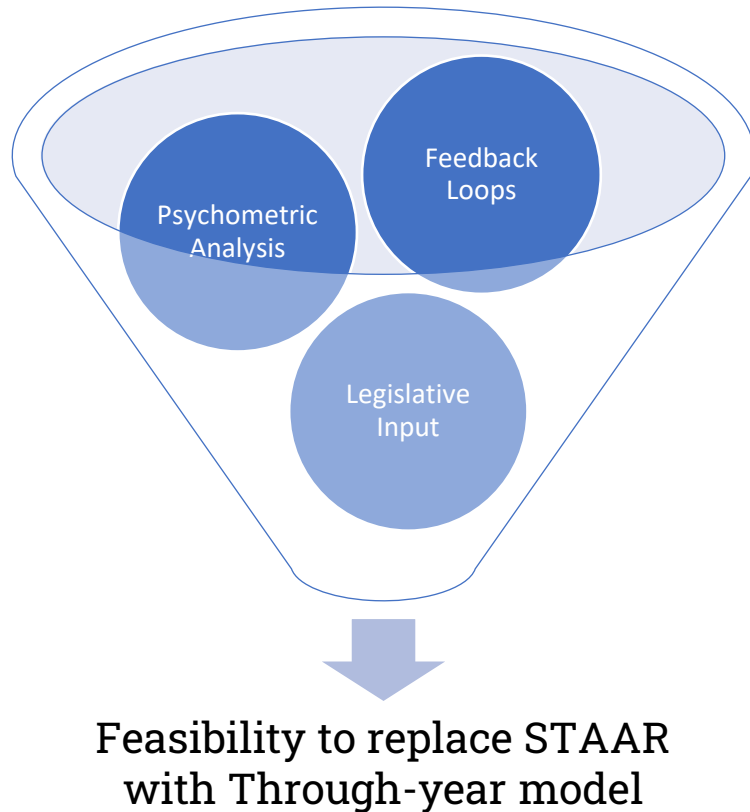 Feedback
Loops
Psychometric
Analysis
Legislative
Input
Feasibility to replace STAAR
with Through-year model